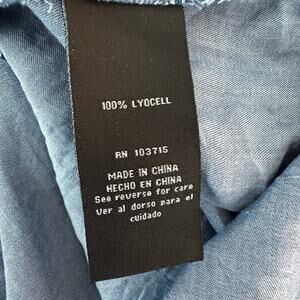 100% LYOCELL
RN 103715
MADE IN CHINA
HECHO EN CHINA
See reverse for care
Ver al dorso para el
cuidado